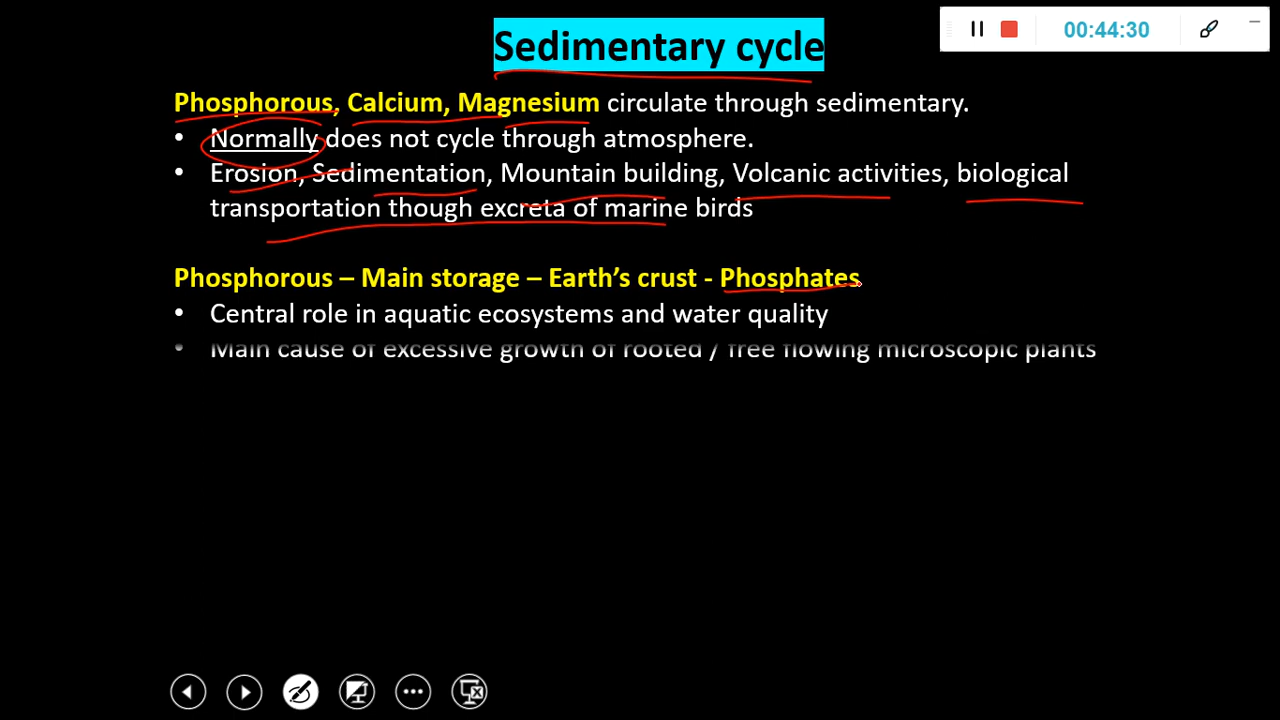 Sedimentary cycle
00:44:30
Phosphorous, Calcium, Magnesium circulate through sedimentary.
• Normally does not cycle through atmosphere.
• Erosion, Sedimentation, Mountain building, Volcanic activities, biological
transportation though excreta of marine birds
Phosphorous – Main storage – Earth's crust - Phosphates
• Central role in aquatic ecosystems and water quality
• Main cause of excessive growth of rooted / free flowing microscopic plants